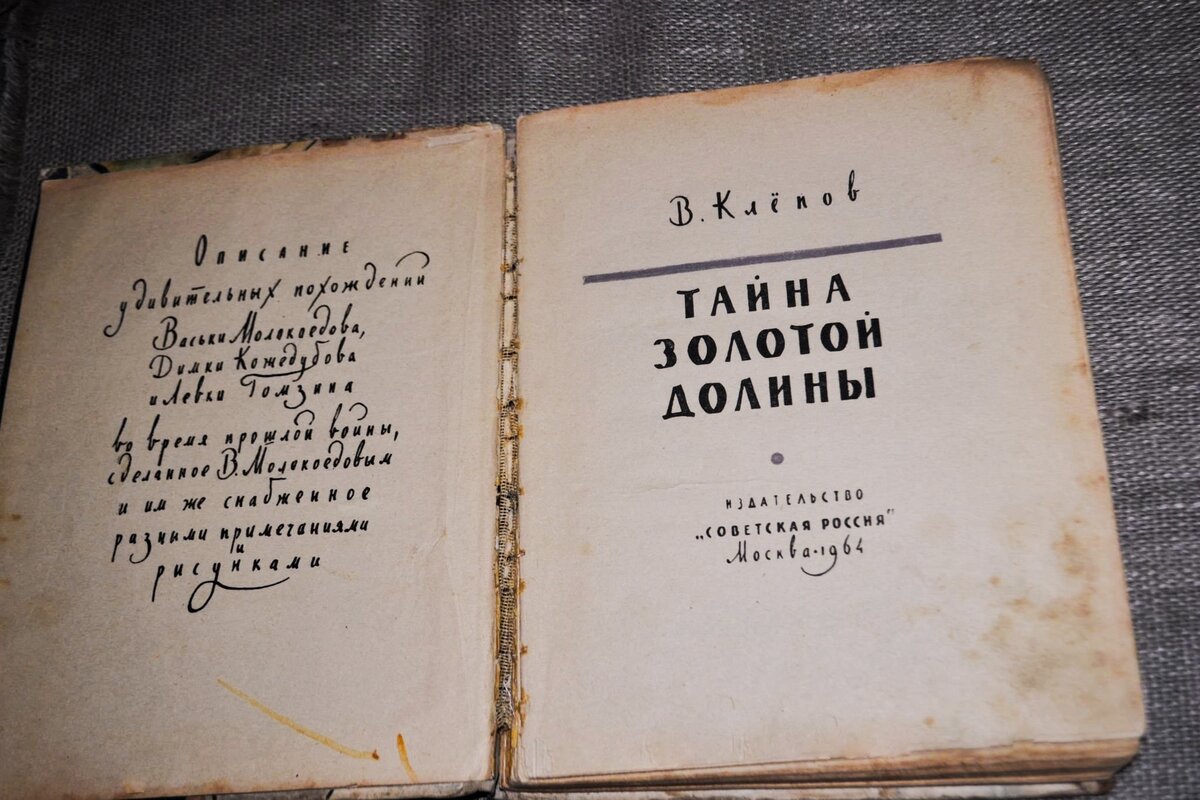 Описание
удивительных похождений
Васьки Молокоедова,
Димки Кожедубова
и Левки Гомзина
во время прошлой войны,
сделанное В. Молокоедовым
и им же снабженное
разными примечаниями
и
рисунками
В. Клёпов
ТАЙНА
ЗОЛОТОЙ
ДОЛИНЫ
ИЗДАТЕЛЬСТВО
„СОВЕТСКАЯ РОССИЯ"
Москва · 1964